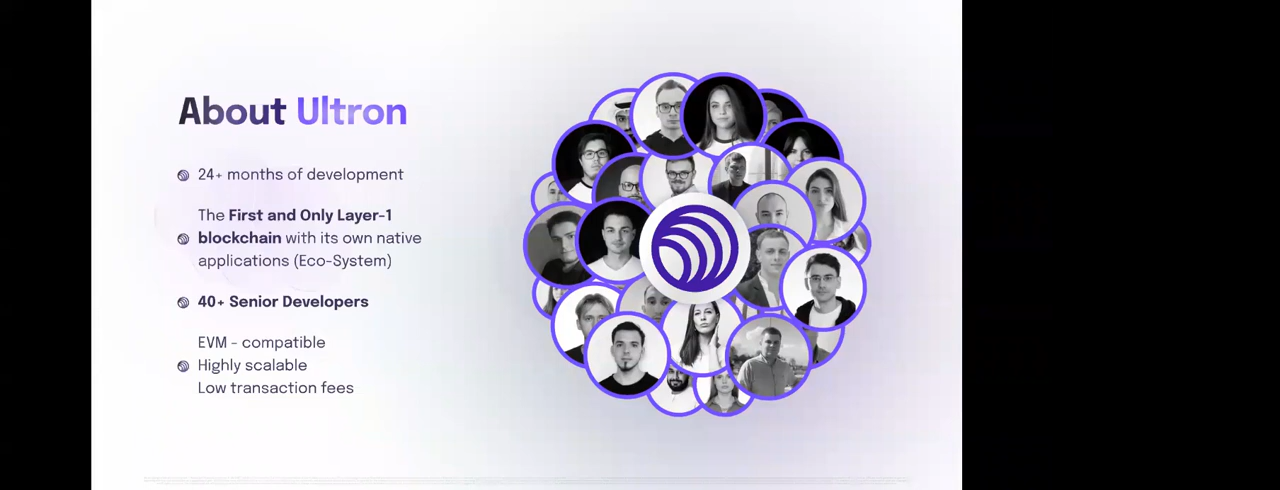 About Ultron
24+ months of development
The First and Only Layer-1
blockchain with its own native
applications (Eco-System)
40+ Senior Developers
EVM - compatible
Highly scalable
Low transaction fees